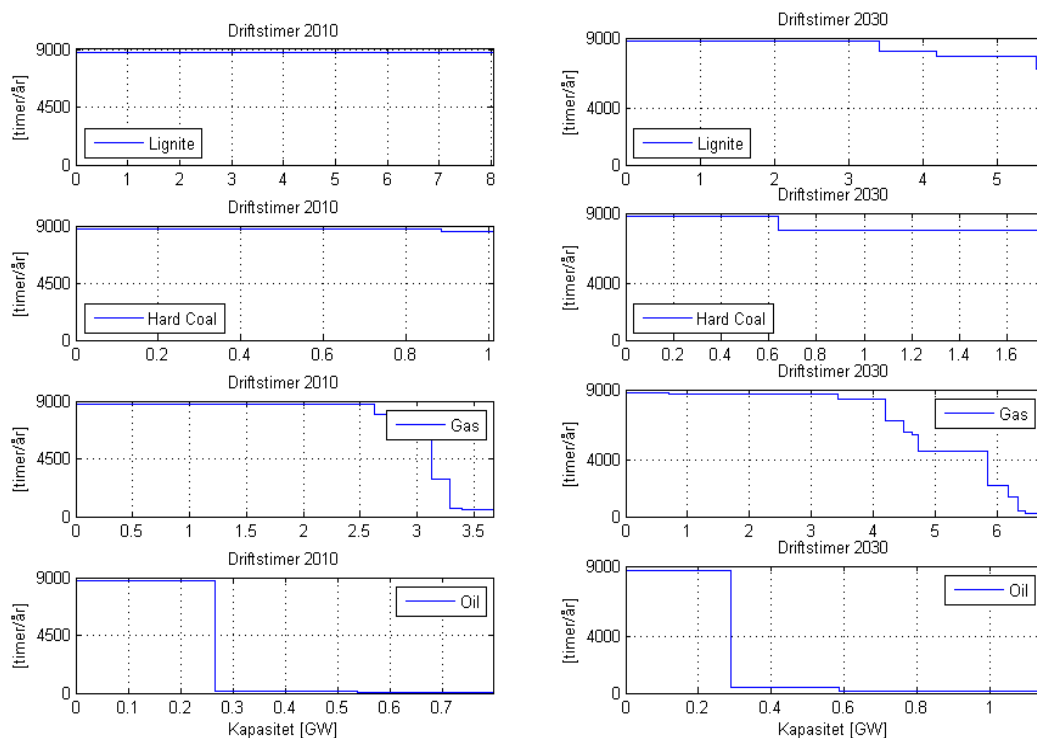 Driftstimer 2010
[timer/år]
9000
4500
0
Lignite
0 1 2 3 4 5 6 7 8
Driftstimer 2010
[timer/år]
9000
4500
0
Hard Coal
0 0.2 0.4 0.6 0.8 1
Driftstimer 2010
[timer/år]
9000
4500
0
Gas
0 0.5 1 1.5 2 2.5 3 3.5
Driftstimer 2010
[timer/år]
9000
4500
0
Oil
0 0.1 0.2 0.3 0.4 0.5 0.6 0.7
Kapasitet [GW]
Driftstimer 2030
[timer/år]
9000
4000
0
Lignite
0 1 2 3 4 5
Driftstimer 2030
[timer/år]
9000
4000
0
Hard Coal
0 0.2 0.4 0.6 0.8 1 1.2 1.4 1.6
Driftstimer 2030
[timer/år]
9000
4000
0
Gas
0 1 2 3 4 5 6
Driftstimer 2030
[timer/år]
9000
4000
0
Oil
0 0.2 0.4 0.6 0.8 1
Kapasitet [GW]